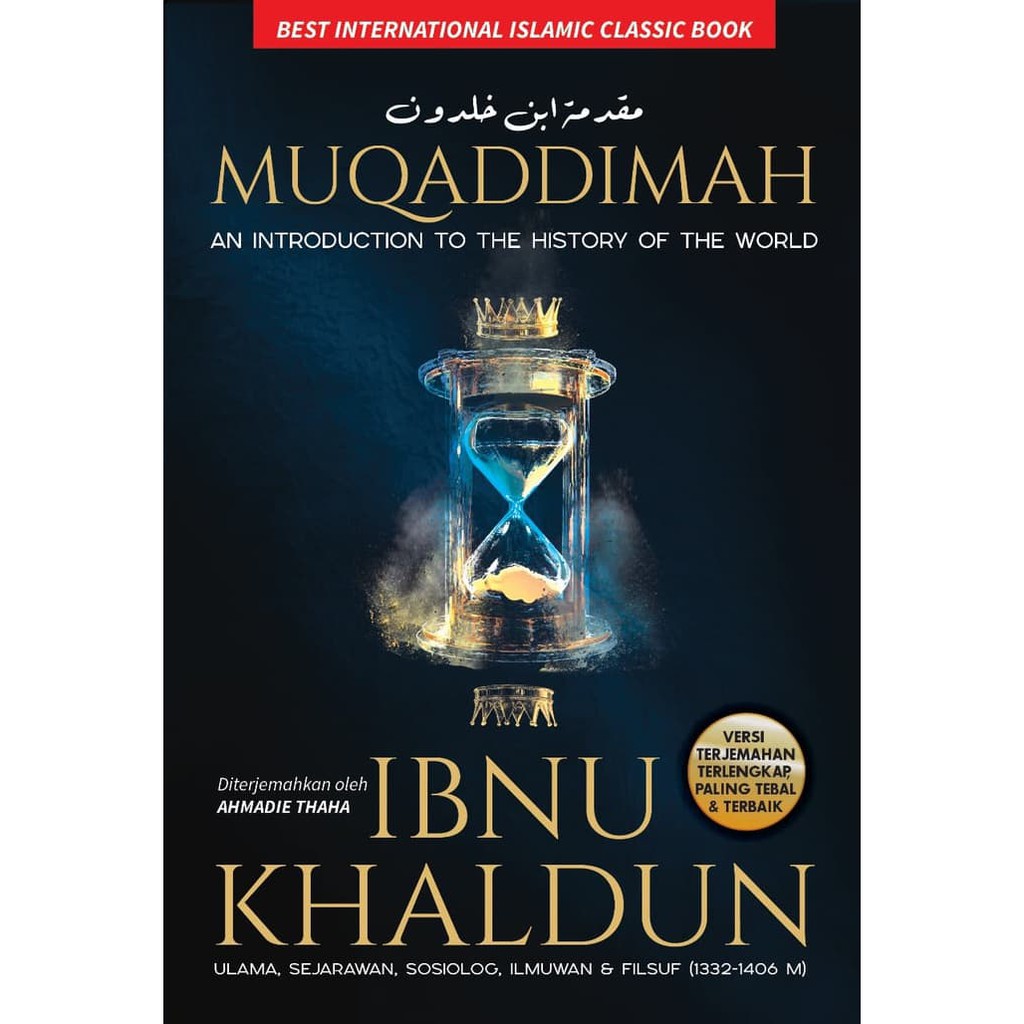 BEST INTERNATIONAL ISLAMIC CLASSIC BOOK
مقدمة ابن خلدون
MUQADDIMAH
AN INTRODUCTION TO THE HISTORY OF THE WORLD
VERSI
TERJEMAHAN
TERLENGKAP,
PALING TEBAL
& TERBAIK
Diterjemahkan oleh
AHMADIE THAHA
IBNU
KHALDUN
ULAMA, SEJARAWAN, SOSIOLOG, ILMUWAN & FILSUF (1332-1406 M)